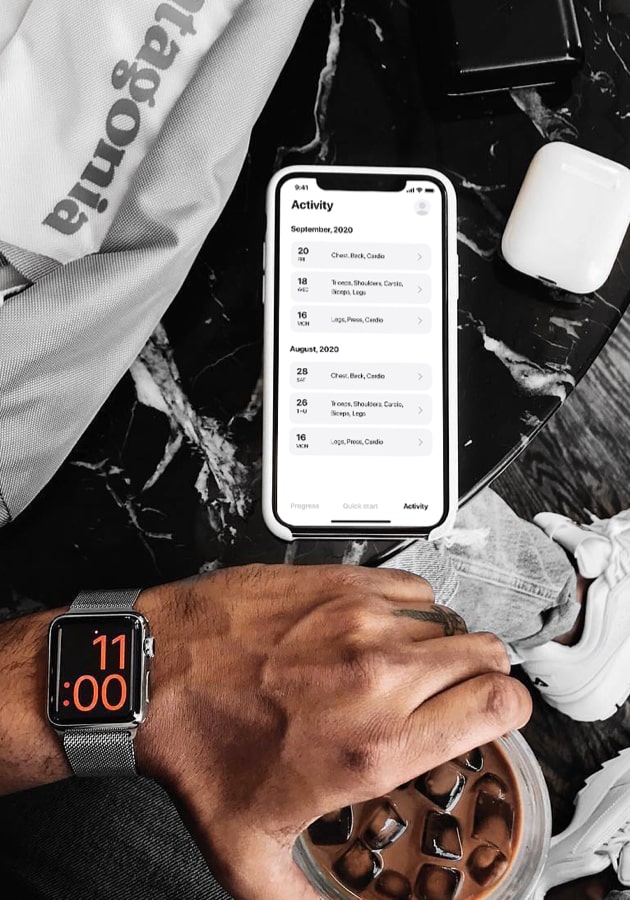 tagonia
9:41
Activity
September, 2020
20
FRI
Chest, Back, Cardio
18
WED
Triceps, Shoulders, Cardio,
Biceps, Legs
16
MON
Legs, Press, Cardio
August, 2020
28
SAT
Chest, Back, Cardio
26
THU
Triceps, Shoulders, Cardio,
Biceps, Legs
16
MON
Legs, Press, Cardio
Progress
Quick start
Activity
11
:00